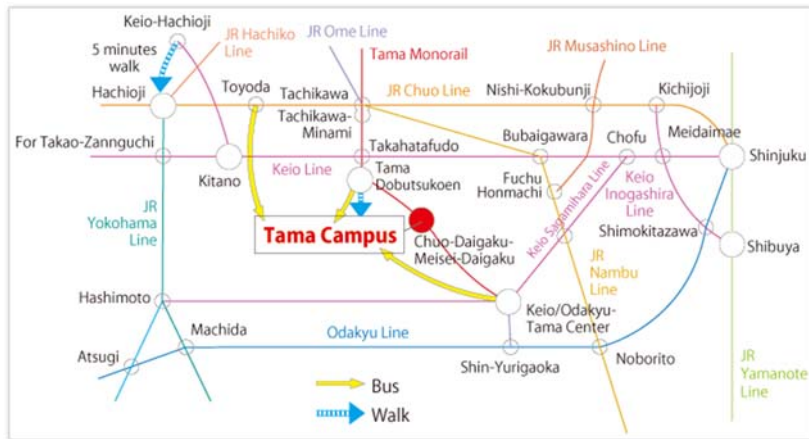 Keio-Hachioji
5 minutes
walk
JR Hachiko
Line
JR Ome Line
Tama Monorail
JR Musashino Line
Hachioji
Toyoda
Tachikawa
JR Chuo Line
Nishi-Kokubunji
Kichijoji
Tachikawa-
Minami
Bubaigawara
Chofu
Meidaimae
For Takao-Zannguchi
Takahatafudo
Shinjuku
Kitano
Keio Line
Tama
Dobutsukoen
Fuchu
Honmachi
Keio
Inogashira
Line
JR
Yokohama
Line
Tama Campus
Keio Sagamihara Line
Shimokitazawa
Chuo-Daigaku-
Meisei-Daigaku
JR
Nambu
Line
Shibuya
Hashimoto
Keio/Odakyu-
Tama Center
Machida
Odakyu Line
Atsugi
Shin-Yurigaoka
Noborito
JR
Yamanote
Line
Bus
Walk